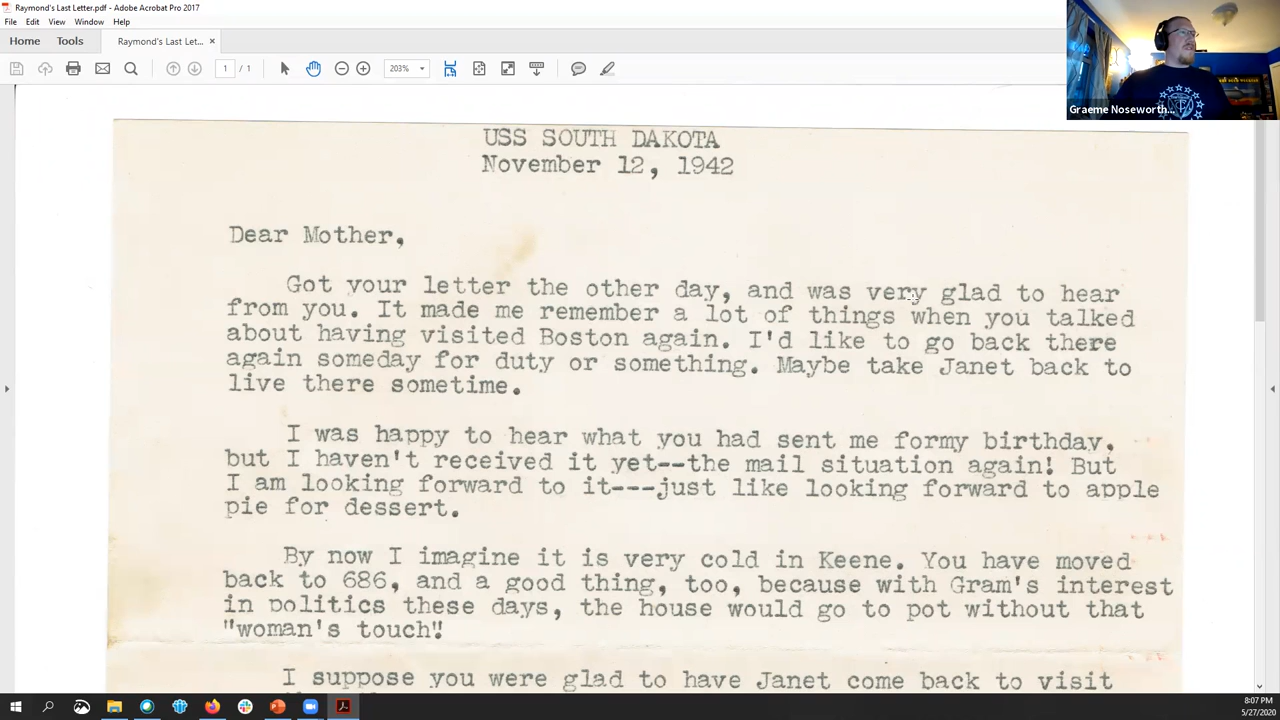 Raymond's Last Letter.pdf - Adobe Acrobat Pro 2017
File Edit View Window Help
Home Tools Raymond's Last Let... ×
1 / 1 203%
Graeme Noseworth...
USS SOUTH DAKOTA
November 12, 1942
Dear Mother,
Got your letter the other day, and was very glad to hear
from you. It made me remember a lot of things when you talked
about having visited Boston again. I'd like to go back there
again someday for duty or something. Maybe take Janet back to
live there sometime.
I was happy to hear what you had sent me formy birthday,
but I haven't received it yet--the mail situation again! But
I am looking forward to it---just like looking forward to apple
pie for dessert.
By now I imagine it is very cold in Keene. You have moved
back to 686, and a good thing, too, because with Gram's interest
in politics these days, the house would go to pot without that
"woman's touch"!
I suppose you were glad to have Janet come back to visit
8:07 PM
5/27/2020